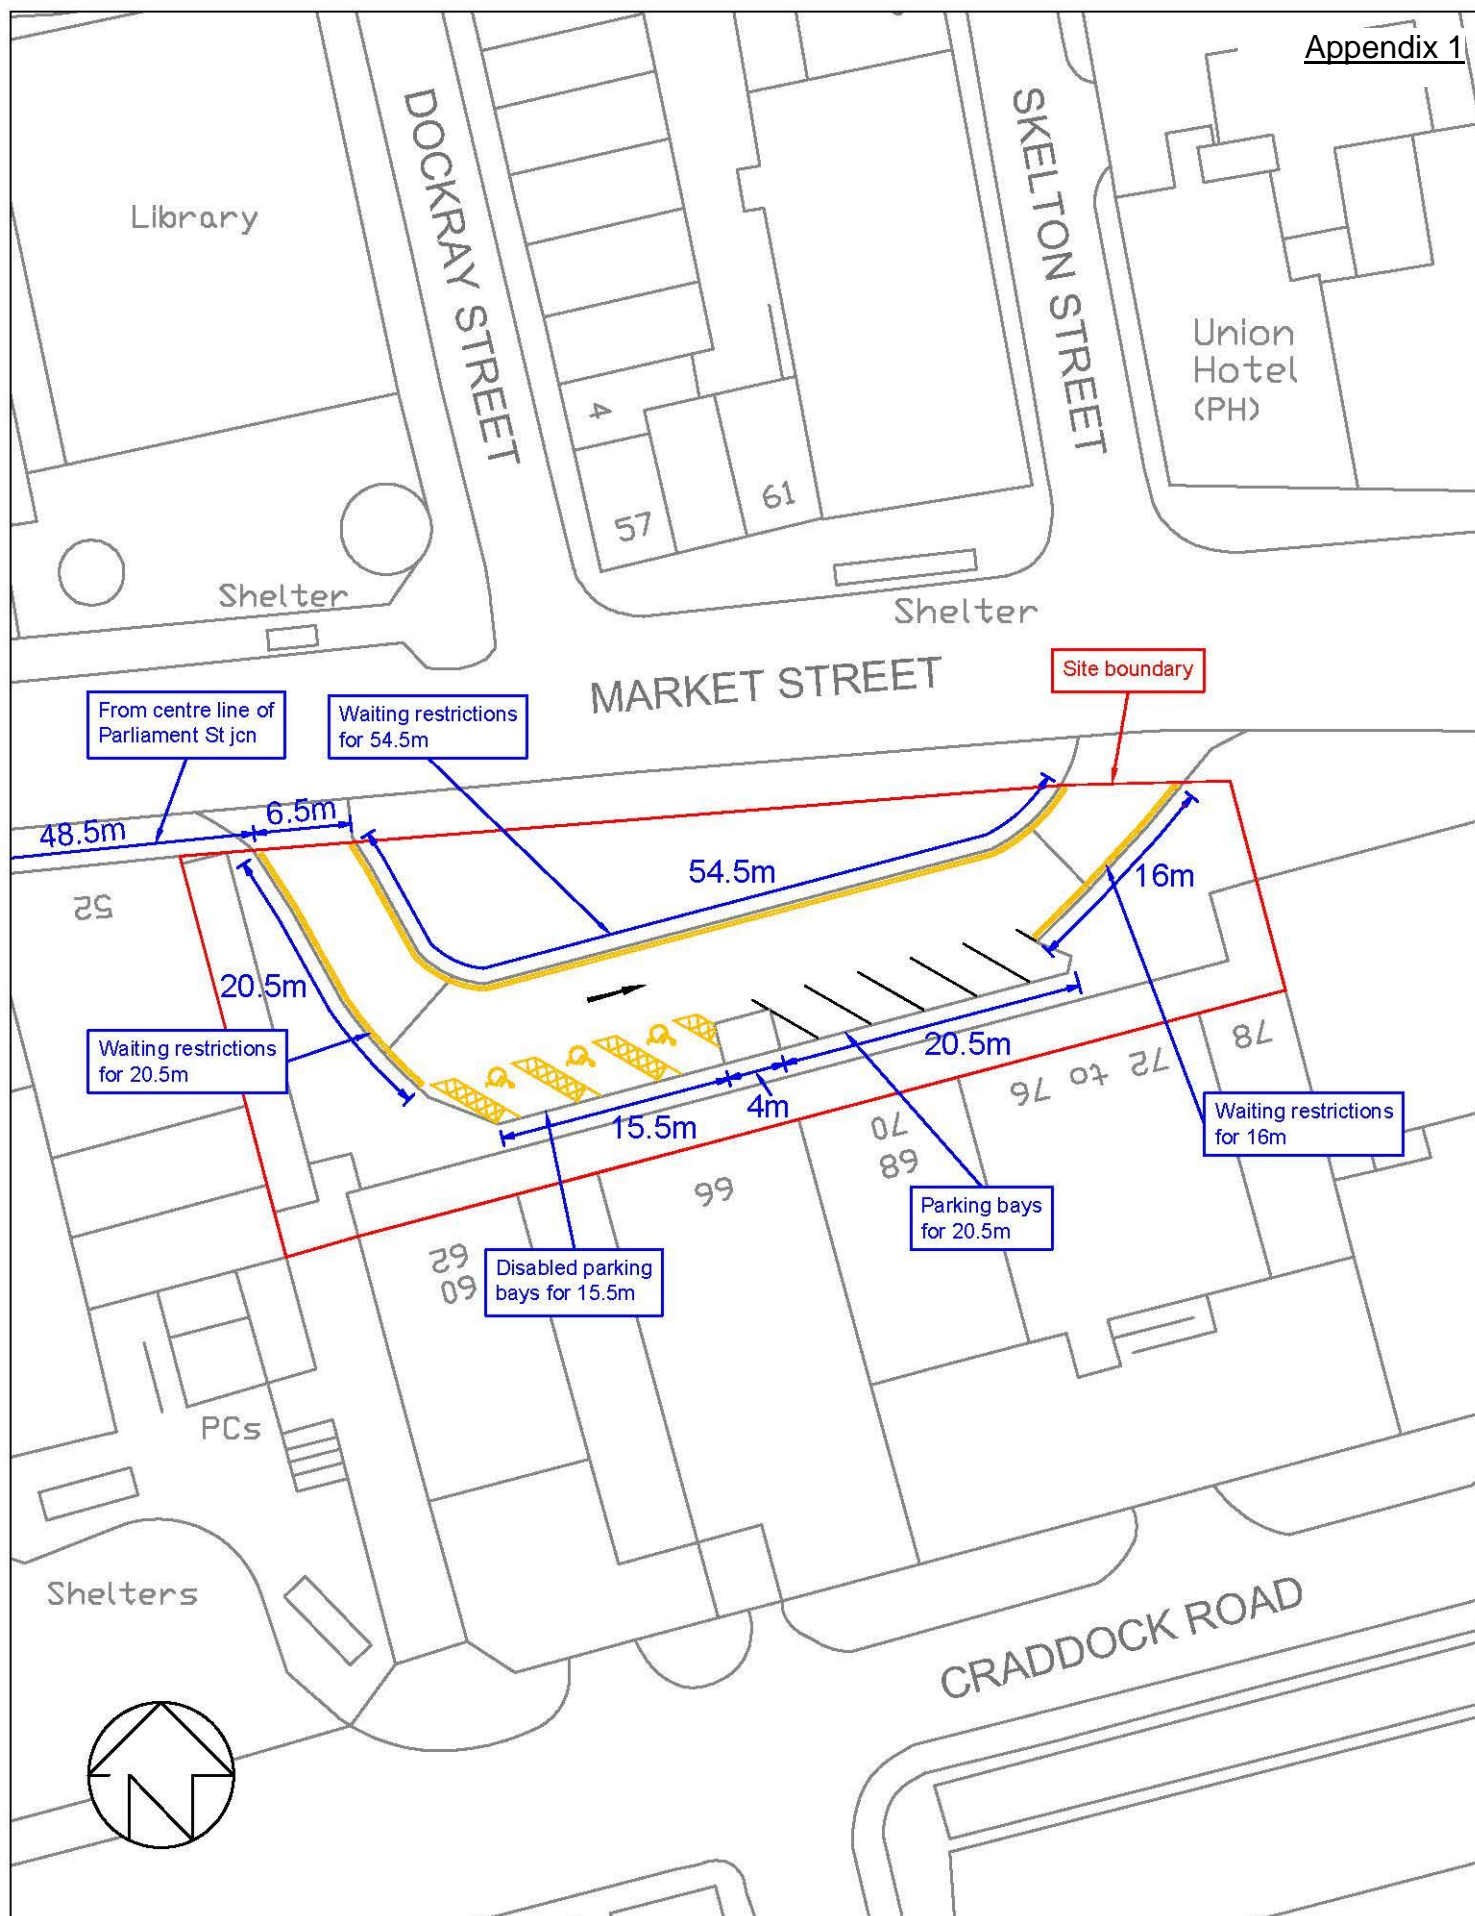 Appendix 1
DOCKRAY STREET
SKELTON STREET
Library
Union
Hotel
(PH)
4
57
61
Shelter
Shelter
MARKET STREET
Site boundary
From centre line of
Parliament St jcn
Waiting restrictions
for 54.5m
48.5m
6.5m
54.5m
16m
52
20.5m
Waiting restrictions
for 20.5m
20.5m
4m
15.5m
78
72 to 76
70
68
66
Waiting restrictions
for 16m
Parking bays
for 20.5m
62
60
Disabled parking
bays for 15.5m
PCs
Shelters
CRADDOCK ROAD
N